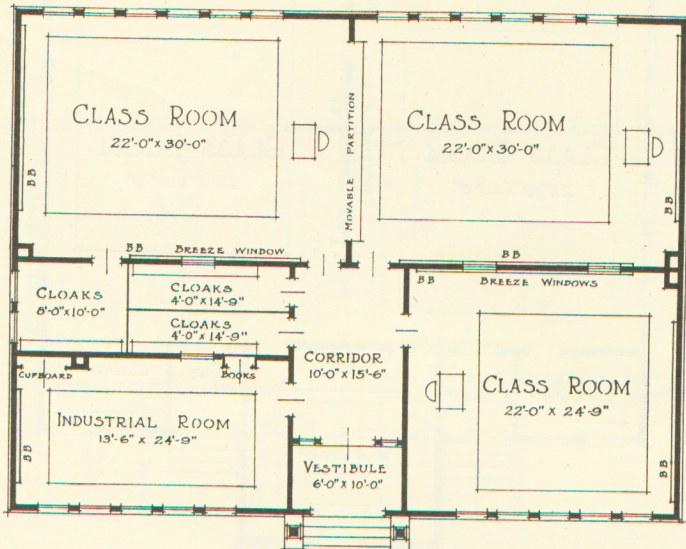 CLASS ROOM
22'-0" X 30'-0"
BB
MOVABLE PARTITION
CLASS ROOM
22'-0" X 30'-0"
BB
BB
BREEZE WINDOW
BB
BB
BREEZE WINDOWS
CLOAKS
8'-8" X 10'-0"
CLOAKS
4'-0" X 14'-9"
CLOAKS
4'-0" X 14'-9"
CORRIDOR
10'-0" X 15'-6"
CUPBOARD
BOOKS
INDUSTRIAL ROOM
13'-6" X 24'-9"
BB
CLASS ROOM
22'-0" X 24'-9"
BB
VESTIBULE
6'-0" X 10'-0"